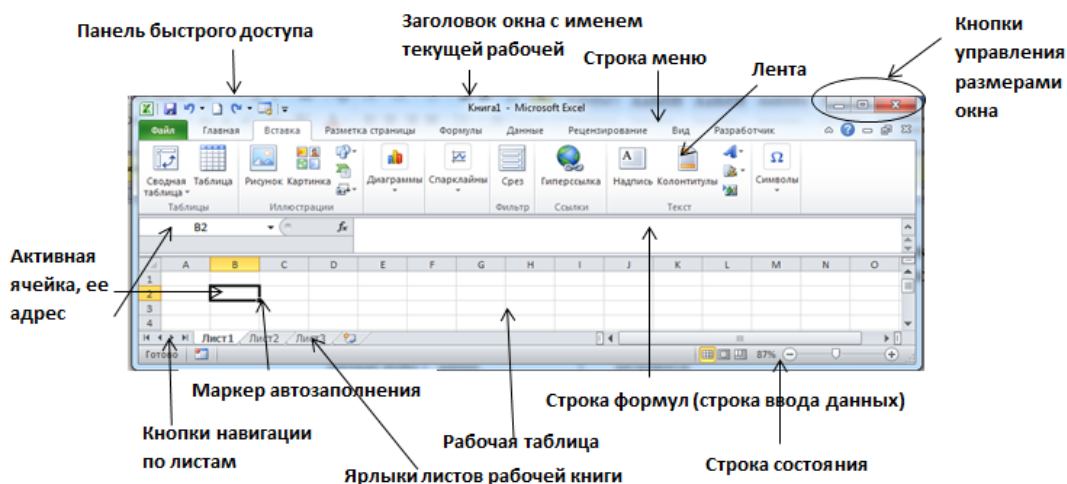 Панель быстрого доступа
Заголовок окна с именем
текущей рабочей
Строка меню
Лента
Кнопки
управления
размерами
окна
Книга1 - Microsoft Excel
Файл Главная Вставка Разметка страницы Формулы Данные Рецензирование Вид Разработчик
Сводная таблица Таблица Рисунок Картинка Диаграммы Спарклайны Срез Гиперссылка Надпись Колонтитулы Символы
Таблицы Иллюстрации Фильтр Ссылки Текст
B2 fx
Активная
ячейка, ее
адрес
A B C D E F G H I J K L M N O
1
2
3
4
Лист1 Лист2 Лист3
Готово 87%
Маркер автозаполнения
Строка формул (строка ввода данных)
Кнопки навигации
по листам
Рабочая таблица
Ярлыки листов рабочей книги
Строка состояния